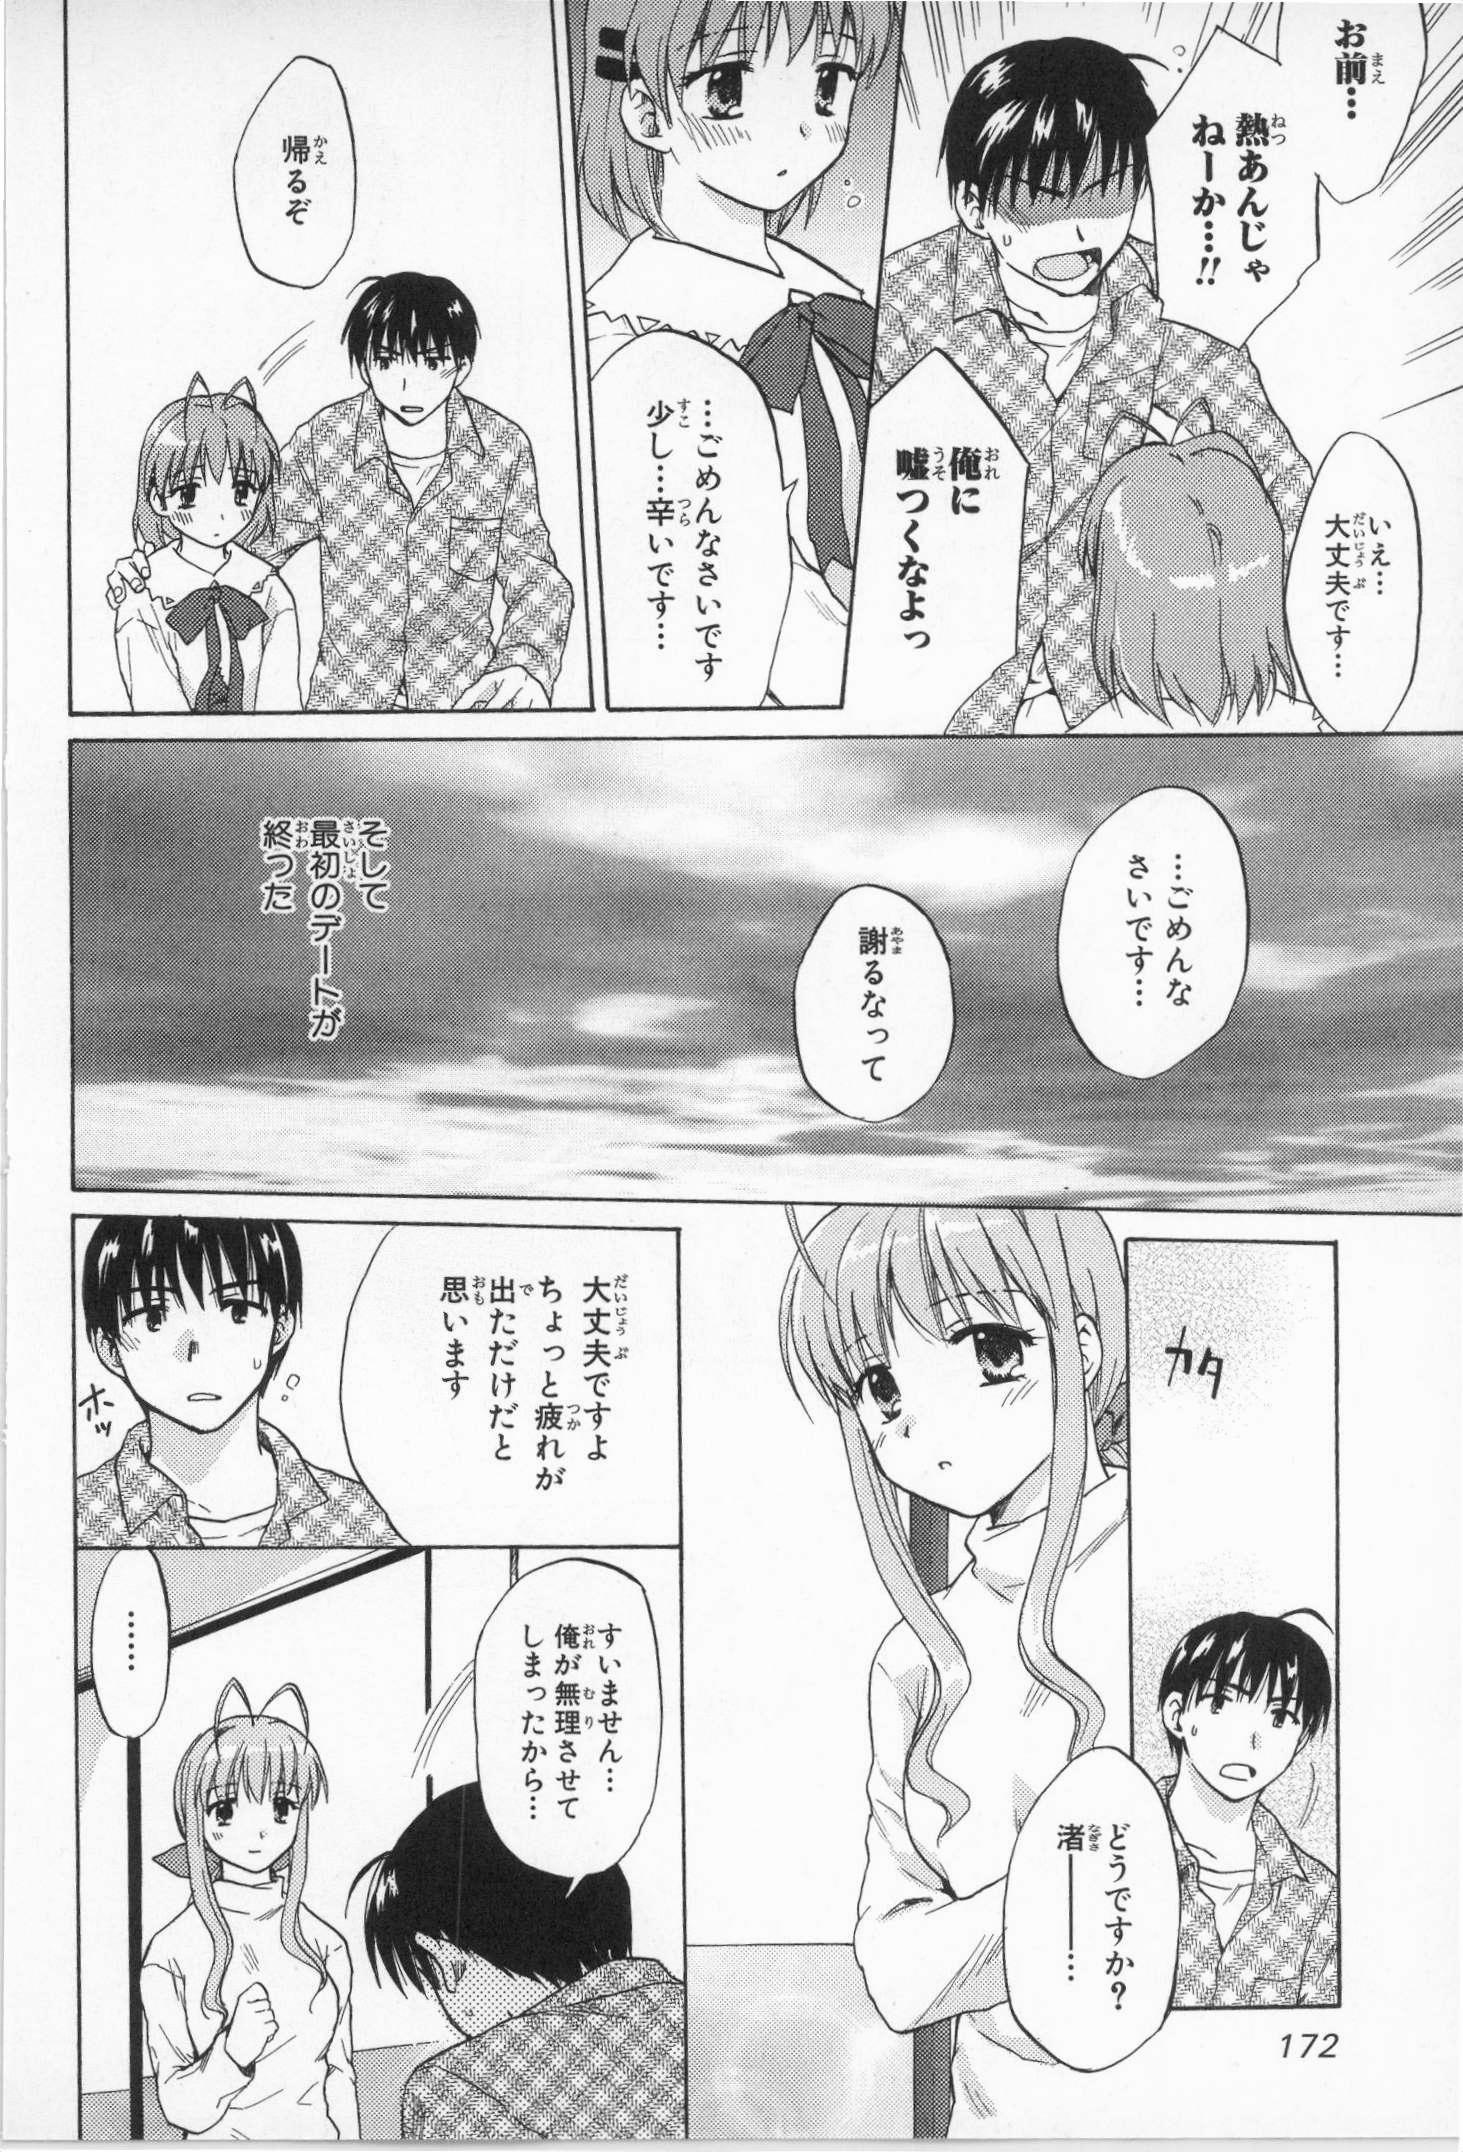 お前…
熱あんじゃ
ねーか…!!
いえ…
大丈夫です…
俺に
嘘つくなよっ
…ごめんなさいです
少し…辛いです…
帰るぞ
…ごめんな
さいです…
謝るなって
そして
最初のデートが
終つた
カタ
どうですか?
渚――…
大丈夫ですよ
ちょっと疲れが
出ただけだと
思います
ホッ
すいません…
俺が無理させて
しまったから…
……
172